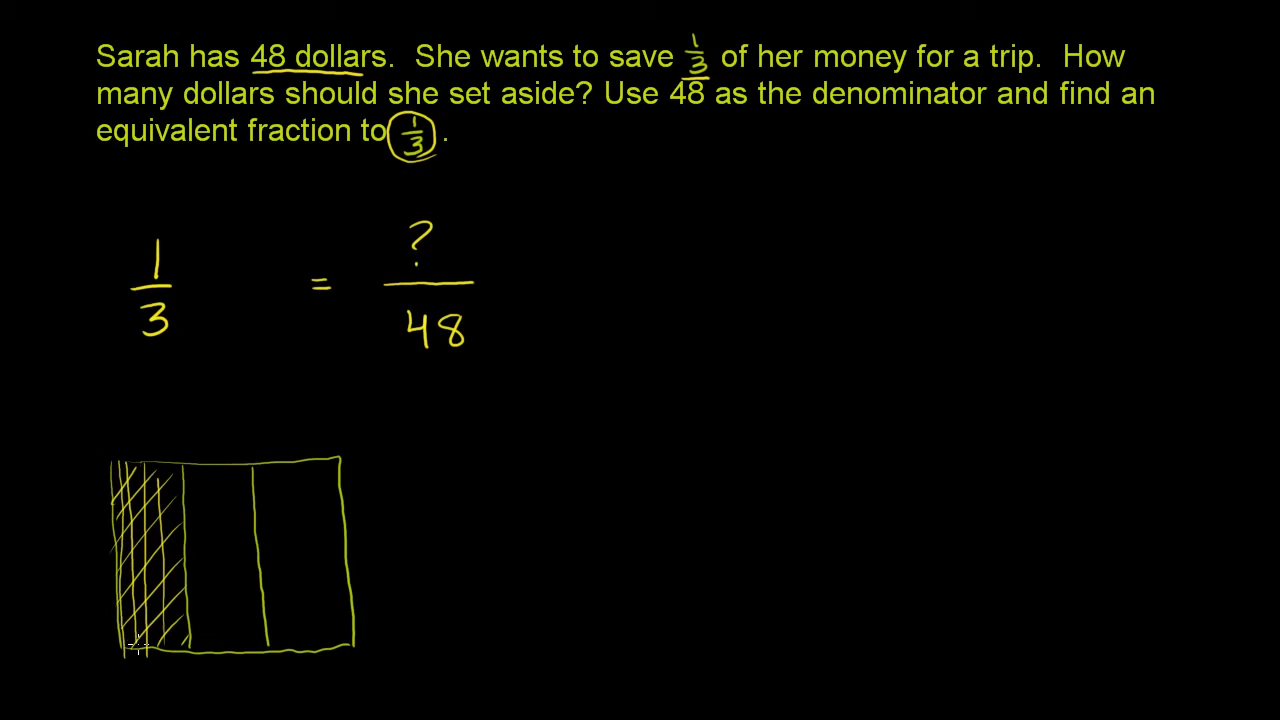 Sarah has 48 dollars. She wants to save 1/3 of her money for a trip. How
many dollars should she set aside? Use 48 as the denominator and find an
equivalent fraction to 1/3.
1/3 = ?/48